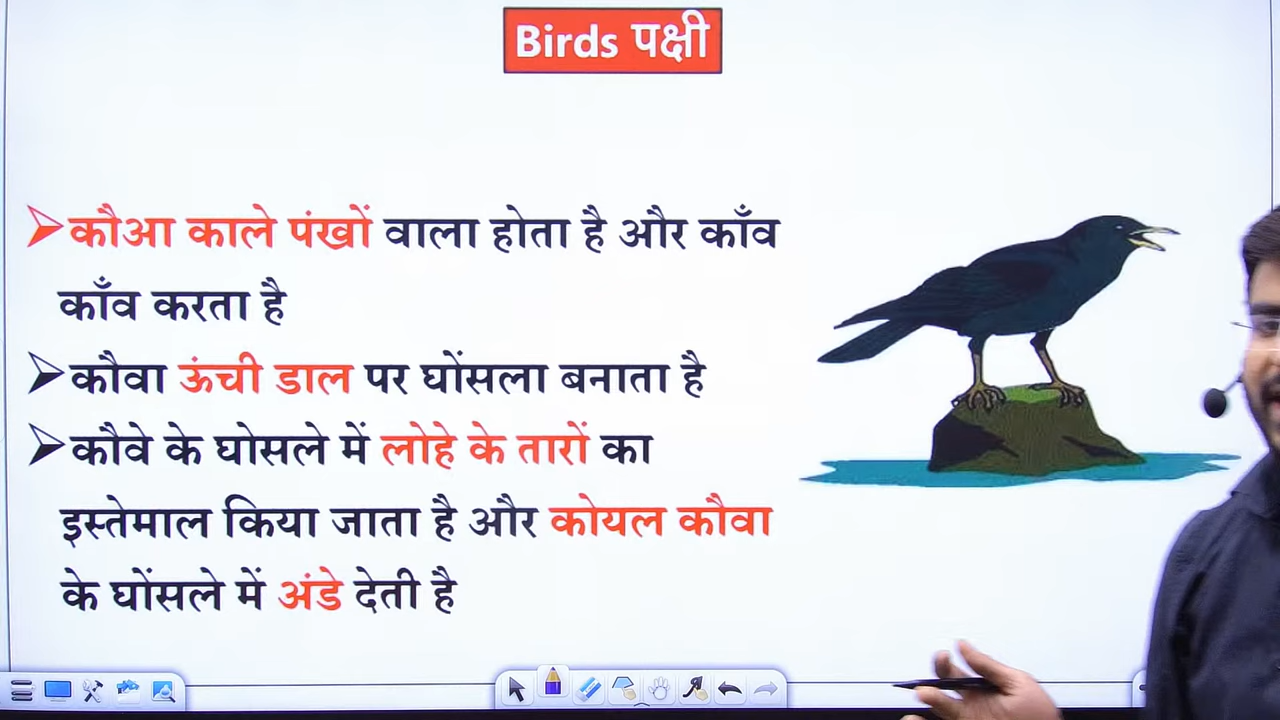 Birds पक्षी
कौआ काले पंखों वाला होता है और काँव
काँव करता है
कौवा ऊंची डाल पर घोंसला बनाता है
कौवे के घोसले में लोहे के तारों का
इस्तेमाल किया जाता है और कोयल कौवा
के घोंसले में अंडे देती है